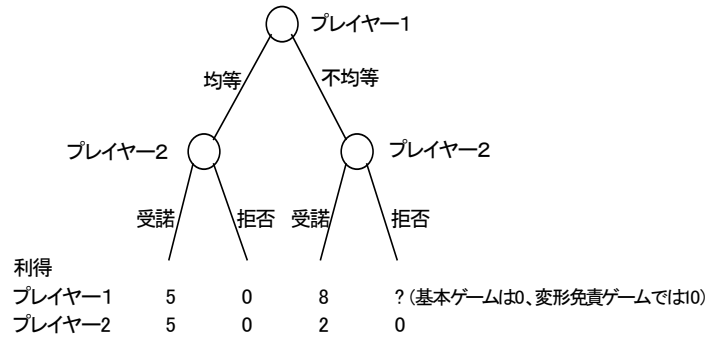 プレイヤー1
均等
不均等
プレイヤー2
プレイヤー2
受諾
拒否
受諾
拒否
利得
プレイヤー1 5 0 8 ?(基本ゲームは0、変形免責ゲームでは10)
プレイヤー2 5 0 2 0